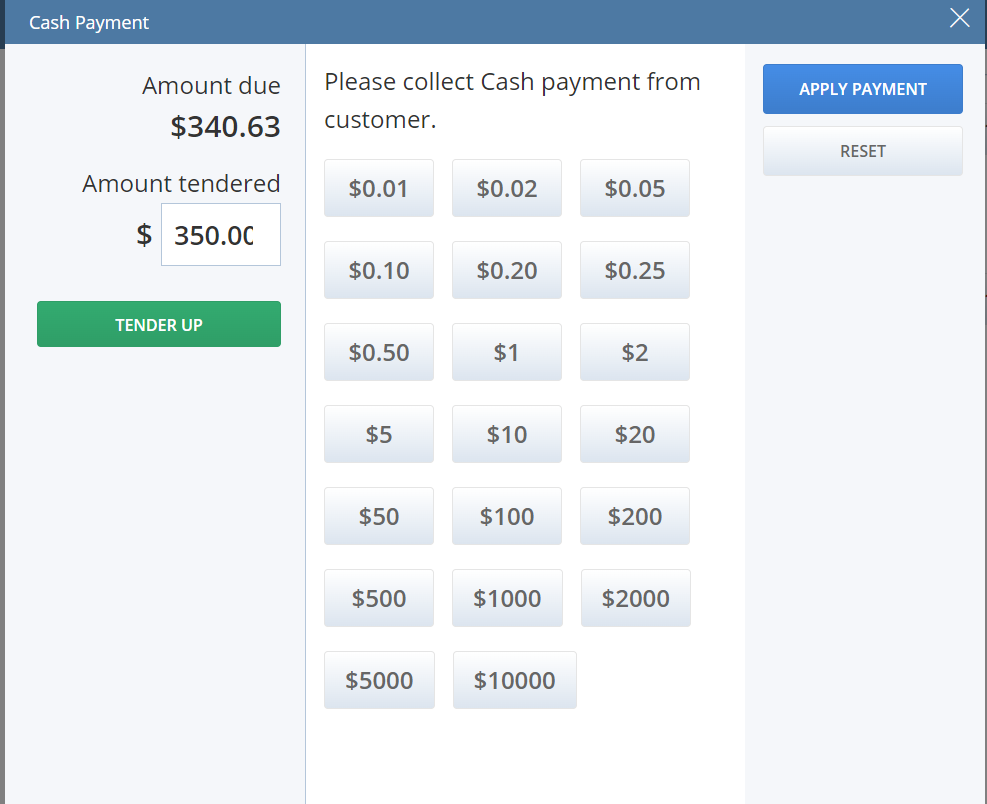 Cash Payment
Amount due
$340.63
Amount tendered
$ 350.00
TENDER UP
Please collect Cash payment from
customer.
$0.01 $0.02 $0.05
$0.10 $0.20 $0.25
$0.50 $1 $2
$5 $10 $20
$50 $100 $200
$500 $1000 $2000
$5000 $10000
APPLY PAYMENT
RESET